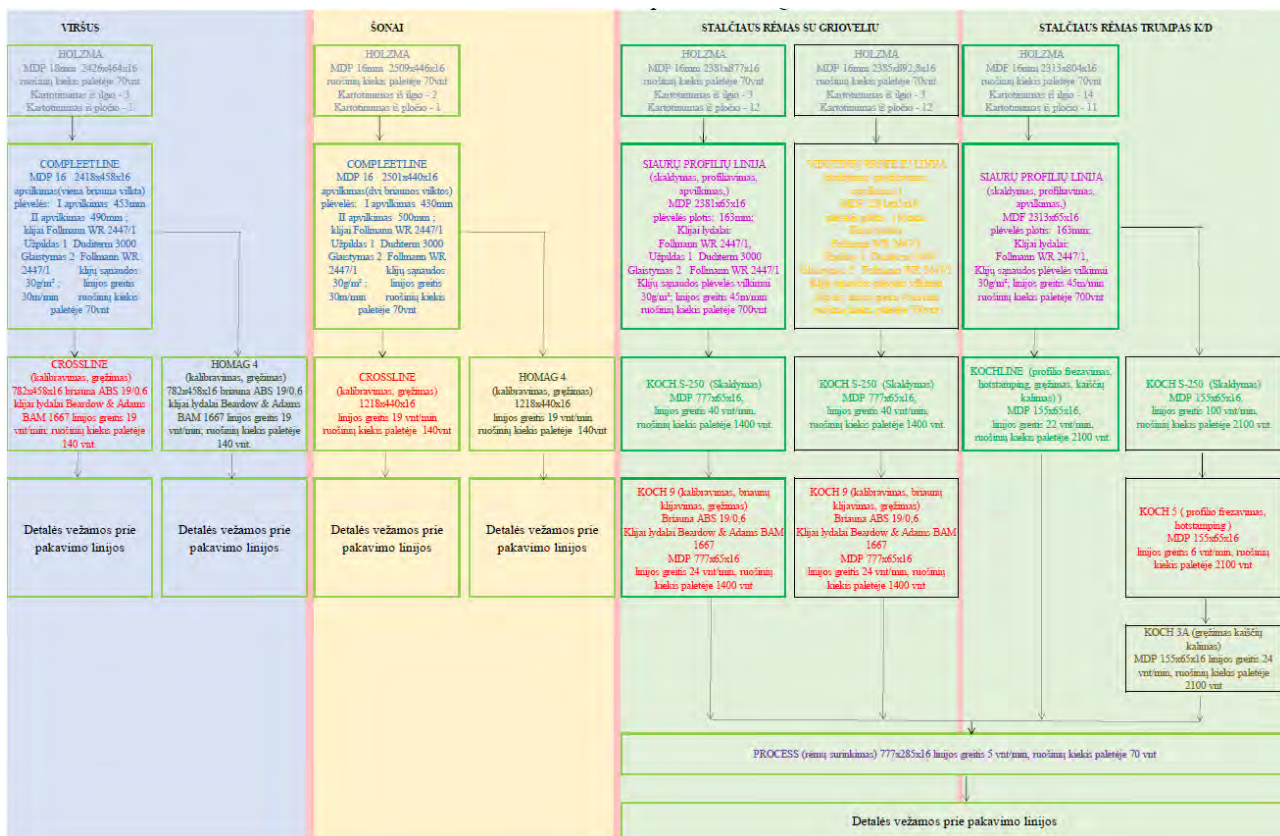 VIRŠUS
HOLZMA
MDP 18mm 2426x464x16
ruošinių kiekis paletėje 70vnt
Kartotinumas iš ilgio - 3
Kartotinumas iš pločio - 1
COMPLEETLINE
MDP 16 2418x458x16
apvilkimas(viena briauna vilkta)
plėvelės: I apvilkimas 453mm
II apvilkimas 490mm ;
klijai Follmann WR 2447/1
Užpildas 1 Duditerm 3000
Glaistymas 2 Follmann WR
2447/1 klijų sąnaudos
30g/m² ; linijos greitis
30m/min ruošinių kiekis
paletėje 70vnt
CROSSLINE
(kalibravimas, gręžimas)
782x458x16 briauna ABS 19/0,6
klijai lydalai Beardow & Adams
BAM 1667 linijos greitis 19
vnt/min; ruošinių kiekis paletėje
140 vnt.
HOMAG 4
(kalibravimas, gręžimas)
782x458x16 briauna ABS 19/0,6
klijai lydalai Beardow & Adams
BAM 1667 linijos greitis 19
vnt/min; ruošinių kiekis paletėje
140 vnt.
Detalės vežamos prie
pakavimo linijos
Detalės vežamos prie
pakavimo linijos
ŠONAI
HOLZMA
MDP 16mm 2509x446x16
ruošinių kiekis paletėje 70vnt
Kartotinumas iš ilgio - 2
Kartotinumas iš pločio - 1
COMPLEETLINE
MDP 16 2501x440x16
apvilkimas(dvi briaunos vilktos)
plėvelės: I apvilkimas 430mm
II apvilkimas 500mm ;
klijai Follmann WR 2447/1
Užpildas 1 Duditerm 3000
Glaistymas 2 Follmann WR
2447/1 klijų sąnaudos
30g/m² ; linijos greitis
30m/min ruošinių kiekis
paletėje 70vnt
CROSSLINE
(kalibravimas, gręžimas)
1218x440x16
linijos greitis 19 vnt/min
ruošinių kiekis paletėje 140vnt
HOMAG 4
(kalibravimas, gręžimas)
1218x440x16
linijos greitis 19 vnt/min
ruošinių kiekis paletėje 140vnt
Detalės vežamos prie
pakavimo linijos
Detalės vežamos prie
pakavimo linijos
STALČIAUS RĖMAS SU GRIOVELIU
HOLZMA
MDP 16mm 2381x877x16
ruošinių kiekis paletėje 70vnt
Kartotinumas iš ilgio - 3
Kartotinumas iš pločio - 12
HOLZMA
MDP 16mm 2385x892,8x16
ruošinių kiekis paletėje 70vnt
Kartotinumas iš ilgio - 3
Kartotinumas iš pločio - 12
SIAURŲ PROFILIŲ LINIJA
(skaldymas, profiliavimas,
apvilkimas,)
MDP 2381x65x16
plėvelės plotis: 163mm;
Klijai lydalai:
Follmann WR 2447/1,
Užpildas 1 Duditerm 3000
Glaistymas 2 Follmann WR 2447/1
Klijų sąnaudos plėvelės vilkimui
30g/m²; linijos greitis 45m/min
ruošinių kiekis paletėje 700vnt
PROFILIŲ LINIJA
KOCH S-250 (Skaldymas)
MDP 777x65x16,
linijos greitis 40 vnt/min,
ruošinių kiekis paletėje 1400 vnt.
KOCH S-250 (Skaldymas)
MDP 777x65x16,
linijos greitis 40 vnt/min,
ruošinių kiekis paletėje 1400 vnt.
KOCH 9 (kalibravimas, briaunų
klijavimas, gręžimas)
Briauna ABS 19/0,6
Klijai lydalai Beardow & Adams BAM
1667
MDP 777x65x16
linijos greitis 24 vnt/min, ruošinių
kiekis paletėje 1400 vnt
KOCH 9 (kalibravimas, briaunų
klijavimas, gręžimas)
Briauna ABS 19/0,6
Klijai lydalai Beardow & Adams BAM
1667
MDP 777x65x16
linijos greitis 24 vnt/min, ruošinių
kiekis paletėje 1400 vnt
STALČIAUS RĖMAS TRUMPAS K/D
HOLZMA
MDP 16mm 2313x804x16
ruošinių kiekis paletėje 70vnt
Kartotinumas iš ilgio - 14
Kartotinumas iš pločio - 11
SIAURŲ PROFILIŲ LINIJA
(skaldymas, profiliavimas,
apvilkimas,)
MDF 2313x65x16
plėvelės plotis: 163mm;
Klijai lydalai:
Follmann WR 2447/1,
Klijų sąnaudos plėvelės vilkimui
30g/m²; linijos greitis 45m/min
ruošinių kiekis paletėje 700vnt
KOCHLINE (profilio frezavimas,
hotstamping, gręžimas, kaiščių
kalimas) )
MDP 155x65x16,
linijos greitis 22 vnt/min,
ruošinių kiekis paletėje 2100 vnt.
KOCH S-250 (Skaldymas)
MDP 155x65x16,
linijos greitis 100 vnt/min,
ruošinių kiekis paletėje 2100 vnt.
KOCH 5 ( profilio frezavimas,
hotstamping )
MDP 155x65x16
linijos greitis 6 vnt/min, ruošinių
kiekis paletėje 2100 vnt
KOCH 3A (gręžimas kaiščių
kalimas)
MDP 155x65x16 linijos greitis 24
vnt/min, ruošinių kiekis paletėje
2100 vnt
PROCESS (rėmų surinkimas) 777x285x16 linijos greitis 5 vnt/min, ruošinių kiekis paletėje 70 vnt
Detalės vežamos prie pakavimo linijos